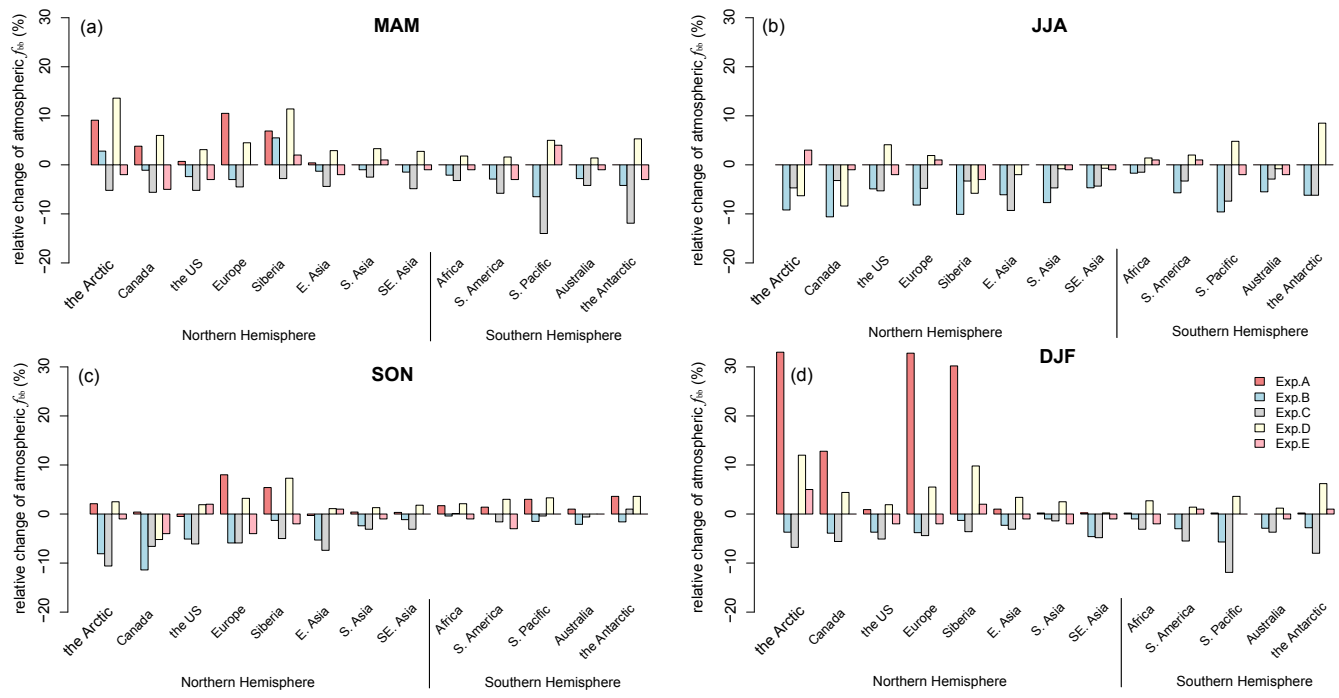 (a)
MAM
relative change of atmospheric fbb (%)
30
20
10
0
−10
−20
the Arctic
Canada
the US
Europe
Siberia
E. Asia
S. Asia
SE. Asia
Africa
S. America
S. Pacific
Australia
the Antarctic
Northern Hemisphere
Southern Hemisphere
(b)
JJA
relative change of atmospheric fbb (%)
30
20
10
0
−10
−20
the Arctic
Canada
the US
Europe
Siberia
E. Asia
S. Asia
SE. Asia
Africa
S. America
S. Pacific
Australia
the Antarctic
Northern Hemisphere
Southern Hemisphere
(c)
SON
relative change of atmospheric fbb (%)
30
20
10
0
−10
−20
the Arctic
Canada
the US
Europe
Siberia
E. Asia
S. Asia
SE. Asia
Africa
S. America
S. Pacific
Australia
the Antarctic
Northern Hemisphere
Southern Hemisphere
(d)
DJF
relative change of atmospheric fbb (%)
30
20
10
0
−10
−20
Exp.A
Exp.B
Exp.C
Exp.D
Exp.E
the Arctic
Canada
the US
Europe
Siberia
E. Asia
S. Asia
SE. Asia
Africa
S. America
S. Pacific
Australia
the Antarctic
Northern Hemisphere
Southern Hemisphere